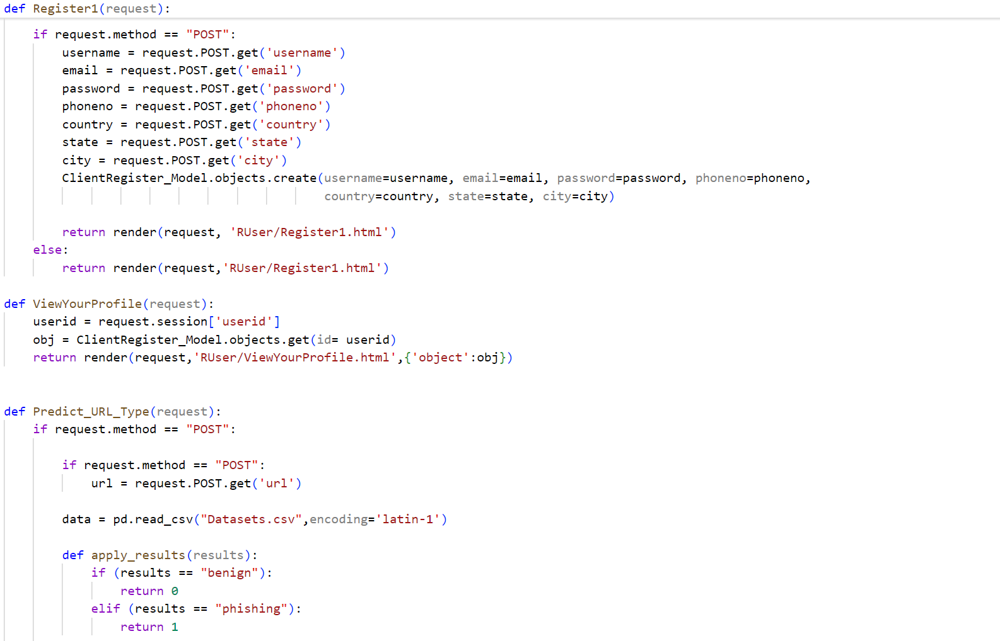 def Register1(request):
    if request.method == "POST":
        username = request.POST.get('username')
        email = request.POST.get('email')
        password = request.POST.get('password')
        phoneno = request.POST.get('phoneno')
        country = request.POST.get('country')
        state = request.POST.get('state')
        city = request.POST.get('city')
        ClientRegister_Model.objects.create(username=username, email=email, password=password, phoneno=phoneno,
                                            country=country, state=state, city=city)
        return render(request, 'RUser/Register1.html')
    else:
        return render(request,'RUser/Register1.html')
def ViewYourProfile(request):
    userid = request.session['userid']
    obj = ClientRegister_Model.objects.get(id= userid)
    return render(request,'RUser/ViewYourProfile.html',{'object':obj})
def Predict_URL_Type(request):
    if request.method == "POST":
        if request.method == "POST":
            url = request.POST.get('url')
        data = pd.read_csv("Datasets.csv",encoding='latin-1')
        def apply_results(results):
            if (results == "benign"):
                return 0
            elif (results == "phishing"):
                return 1